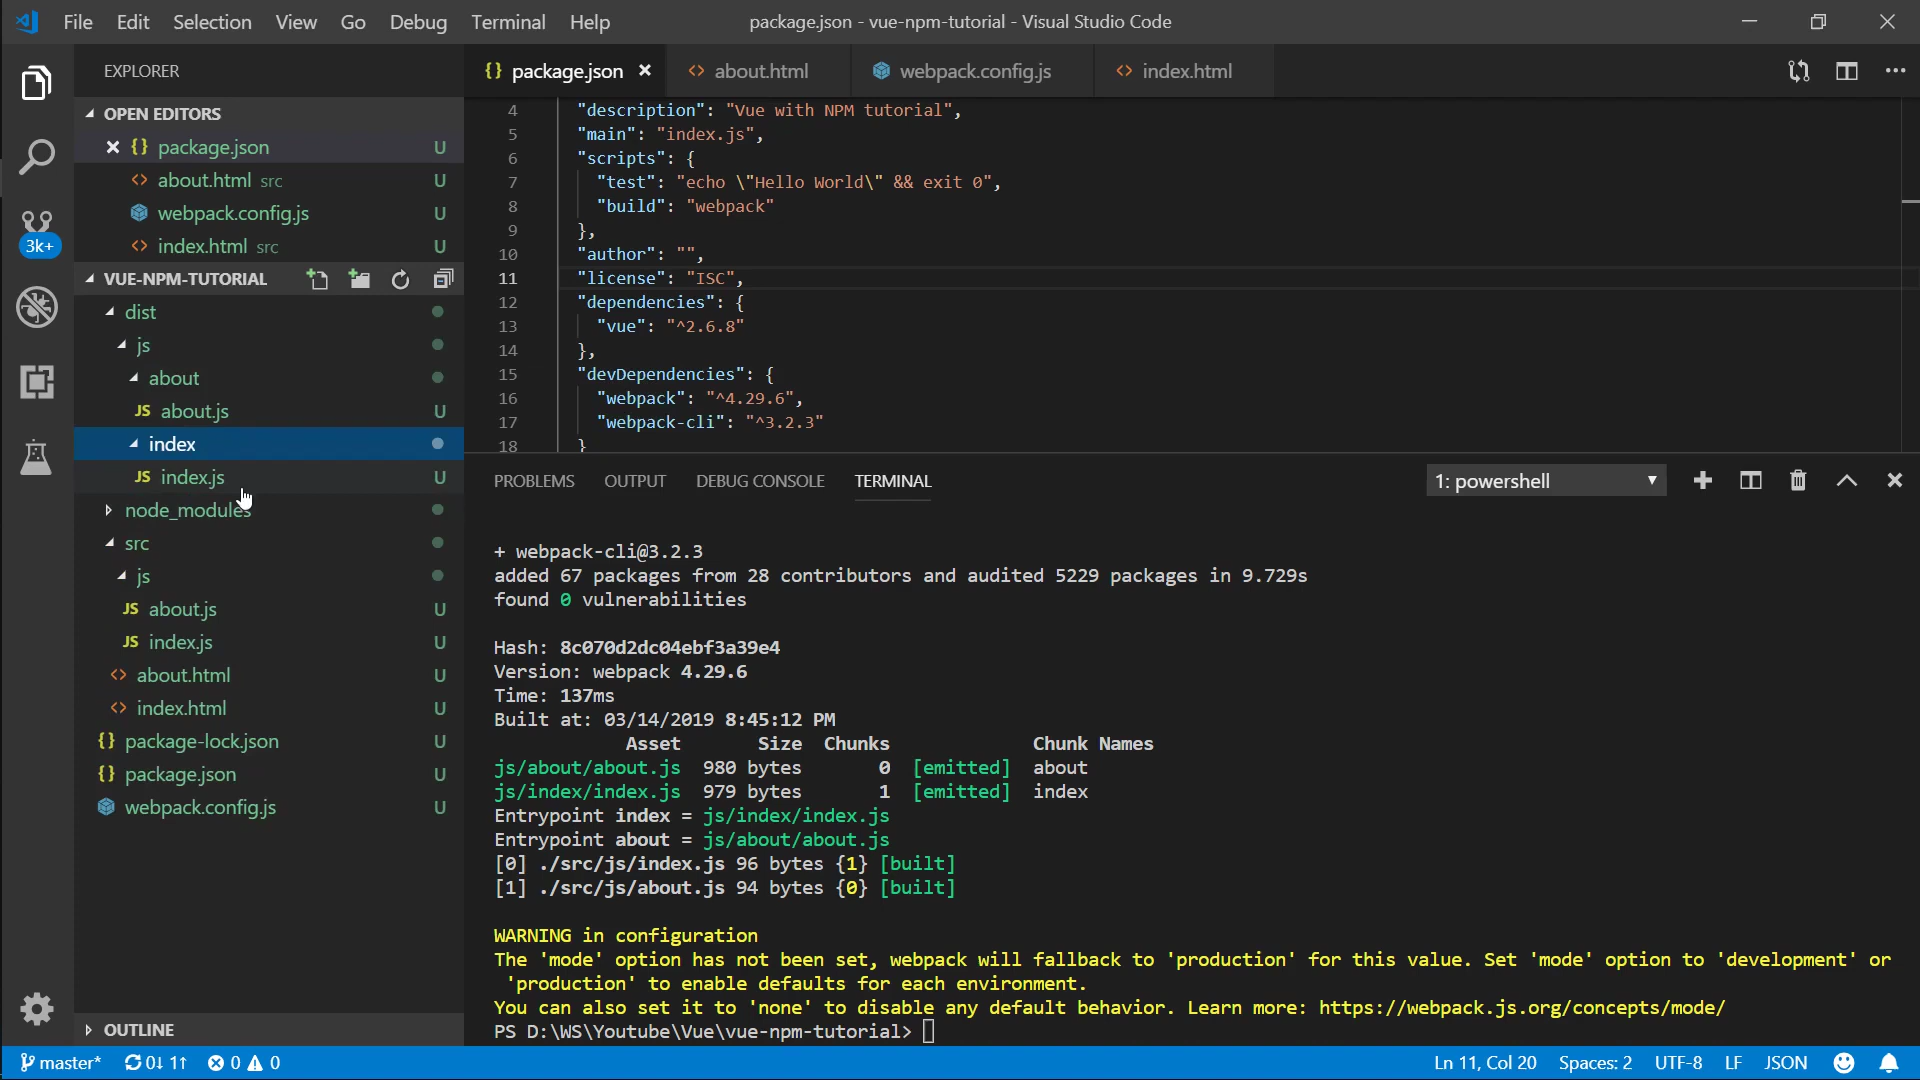 File Edit Selection View Go Debug Terminal Help
package.json - vue-npm-tutorial - Visual Studio Code
EXPLORER
OPEN EDITORS
{} package.json U
<> about.html src U
webpack.config.js U
<> index.html src U
3k+
VUE-NPM-TUTORIAL
dist
js
about
JS about.js U
index
JS index.js U
node_modules
src
js
JS about.js U
JS index.js U
<> about.html U
<> index.html U
{} package-lock.json U
{} package.json U
webpack.config.js U
OUTLINE
{} package.json <> about.html webpack.config.js <> index.html
4 "description": "Vue with NPM tutorial",
5 "main": "index.js",
6 "scripts": {
7 "test": "echo \"Hello World\" && exit 0",
8 "build": "webpack"
9 },
10 "author": "",
11 "license": "ISC",
12 "dependencies": {
13 "vue": "^2.6.8"
14 },
15 "devDependencies": {
16 "webpack": "^4.29.6",
17 "webpack-cli": "^3.2.3"
18 }
PROBLEMS OUTPUT DEBUG CONSOLE TERMINAL 1: powershell
+ webpack-cli@3.2.3
added 67 packages from 28 contributors and audited 5229 packages in 9.729s
found 0 vulnerabilities
Hash: 8c070d2dc04ebf3a39e4
Version: webpack 4.29.6
Time: 137ms
Built at: 03/14/2019 8:45:12 PM
Asset Size Chunks Chunk Names
js/about/about.js 980 bytes 0 [emitted] about
js/index/index.js 979 bytes 1 [emitted] index
Entrypoint index = js/index/index.js
Entrypoint about = js/about/about.js
[0] ./src/js/index.js 96 bytes {1} [built]
[1] ./src/js/about.js 94 bytes {0} [built]
WARNING in configuration
The 'mode' option has not been set, webpack will fallback to 'production' for this value. Set 'mode' option to 'development' or
'production' to enable defaults for each environment.
You can also set it to 'none' to disable any default behavior. Learn more: https://webpack.js.org/concepts/mode/
PS D:\WS\Youtube\Vue\vue-npm-tutorial>
master* 0↓ 1↑ 0 0 Ln 11, Col 20 Spaces: 2 UTF-8 LF JSON